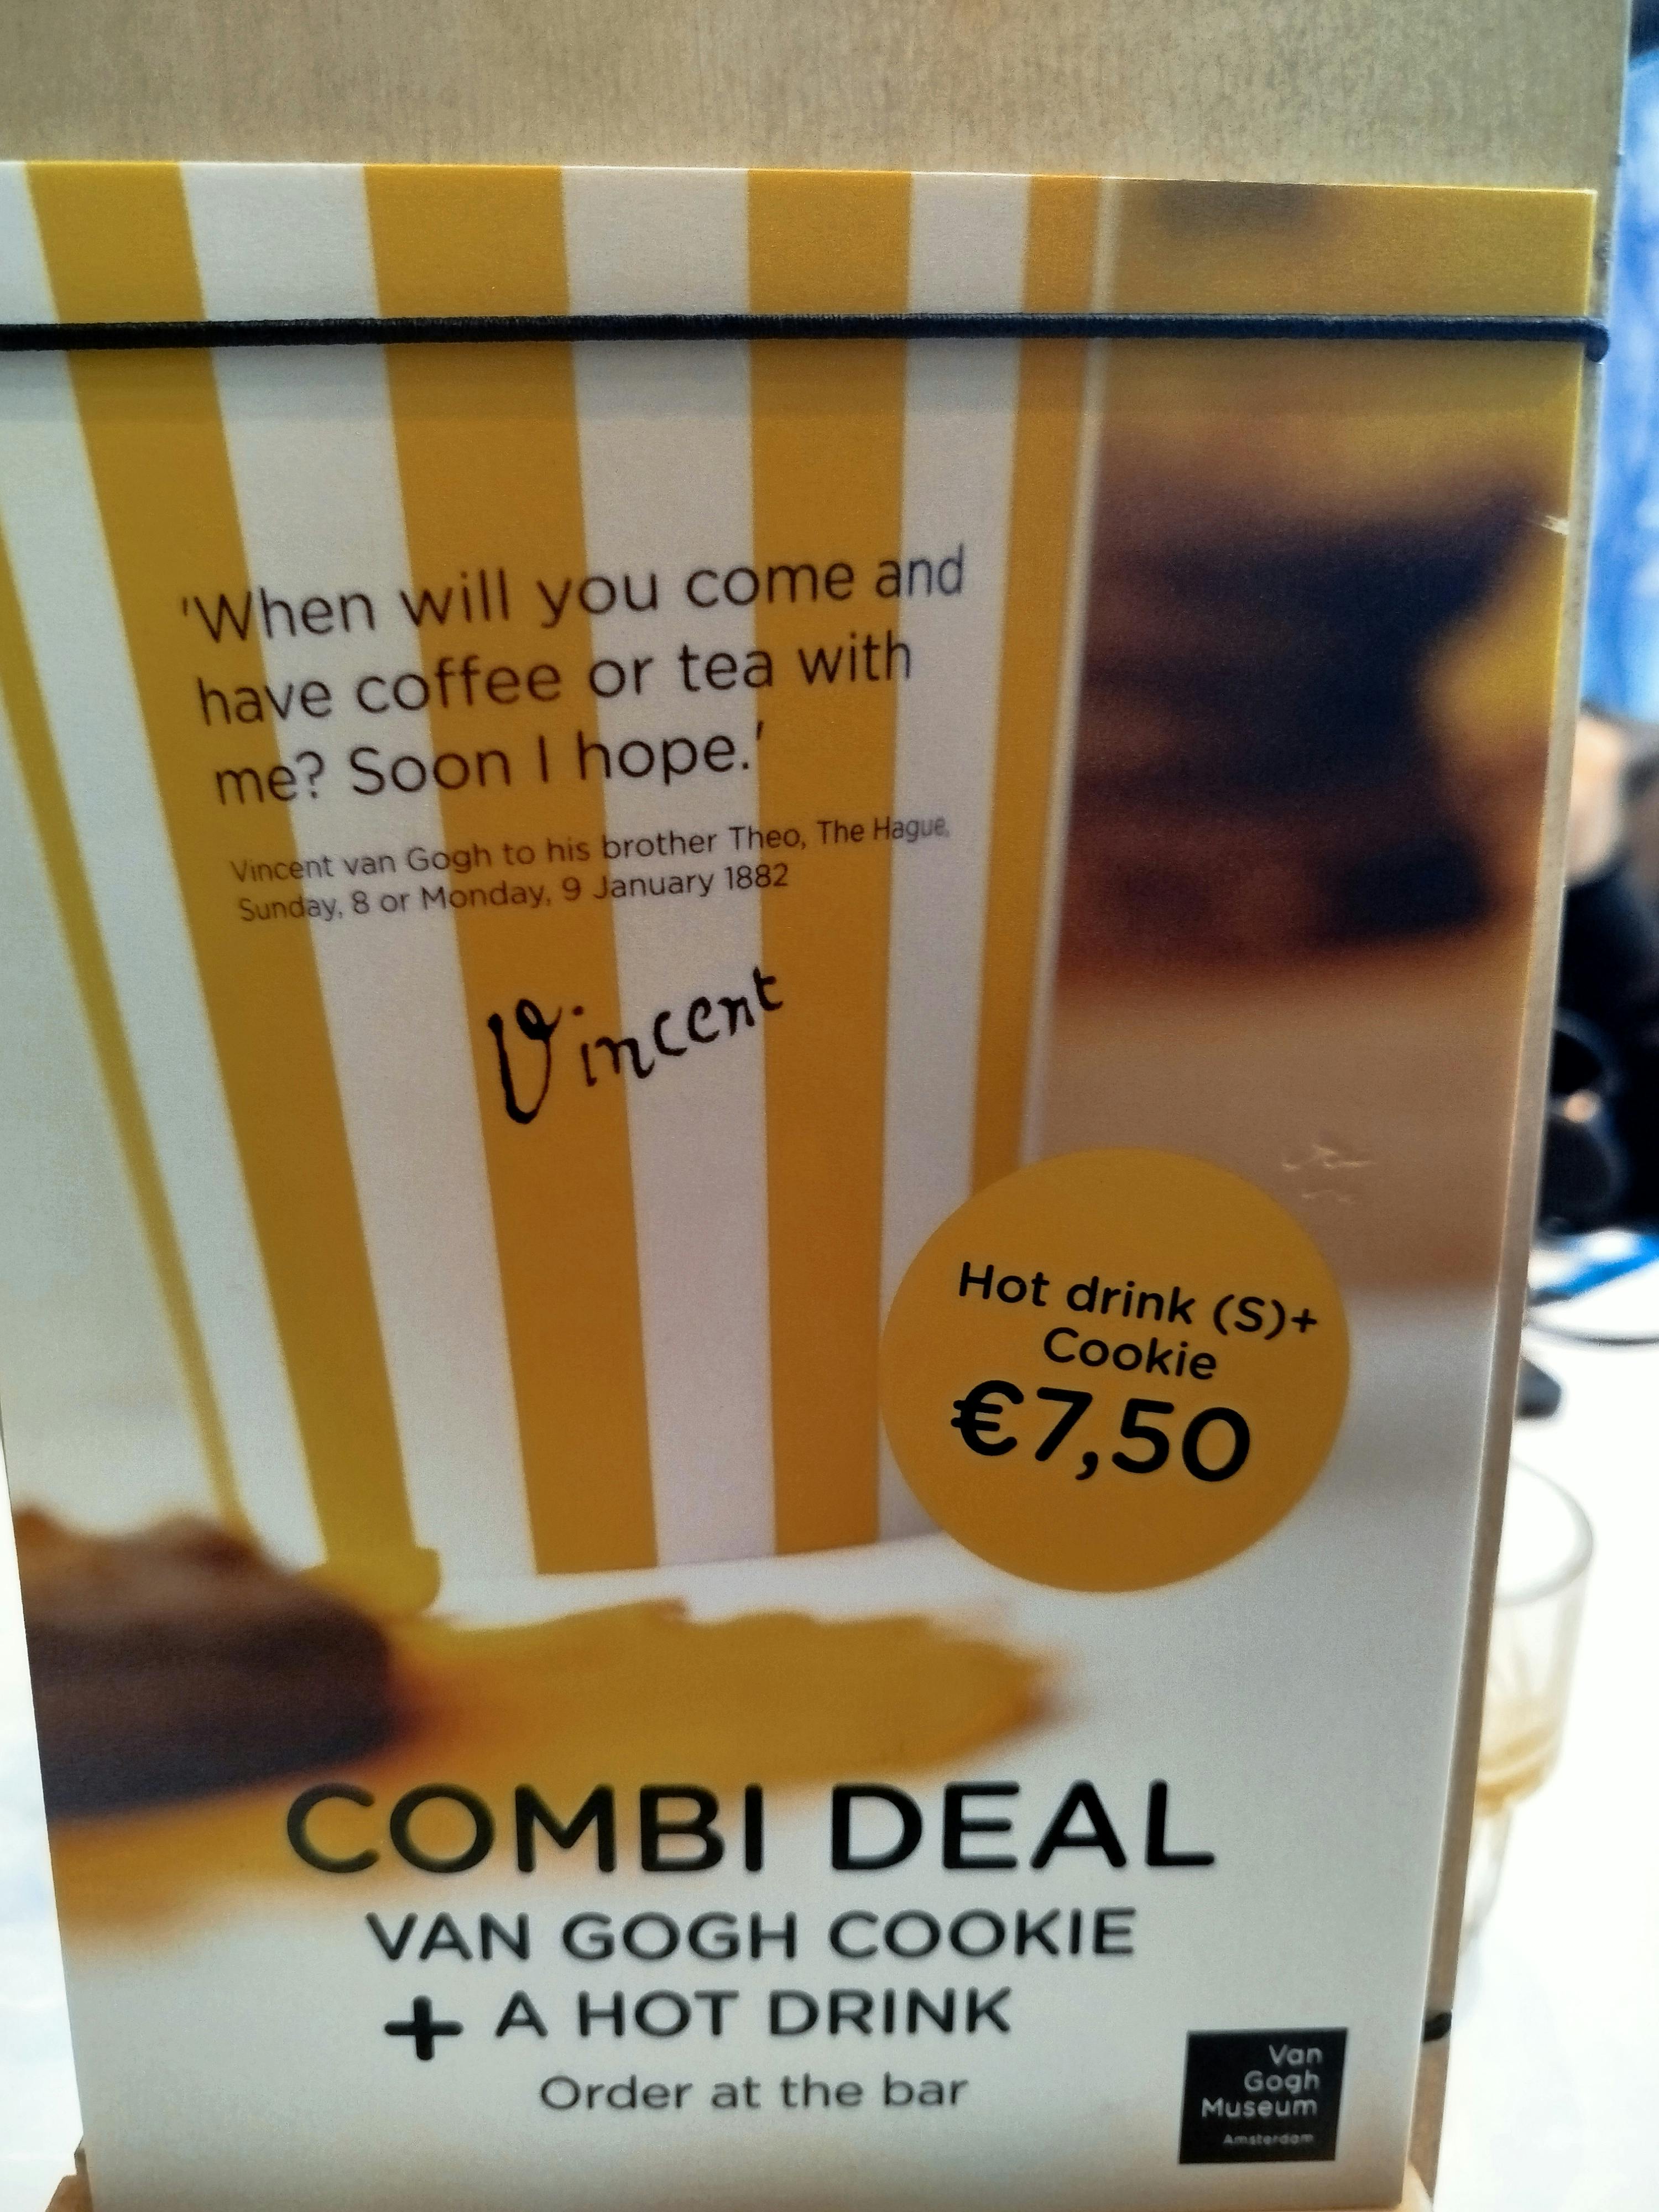 'When will you come and
have coffee or tea with
me? Soon I hope.'
Vincent van Gogh to his brother Theo, The Hague,
Sunday, 8 or Monday, 9 January 1882
Vincent
Hot drink (S)+
Cookie
€7,50
COMBI DEAL
VAN GOGH COOKIE
+ A HOT DRINK
Order at the bar
Van
Gogh
Museum
Amsterdam